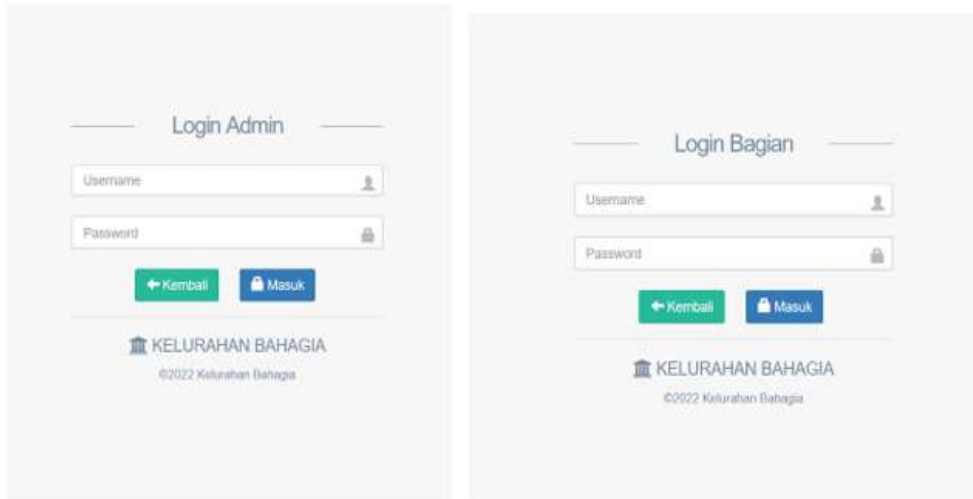 Login Admin
Username
Password
Kembali
Masuk
KELURAHAN BAHAGIA
©2022 Kelurahan Bahagia
Login Bagian
Username
Password
Kembali
Masuk
KELURAHAN BAHAGIA
©2022 Kelurahan Bahagia